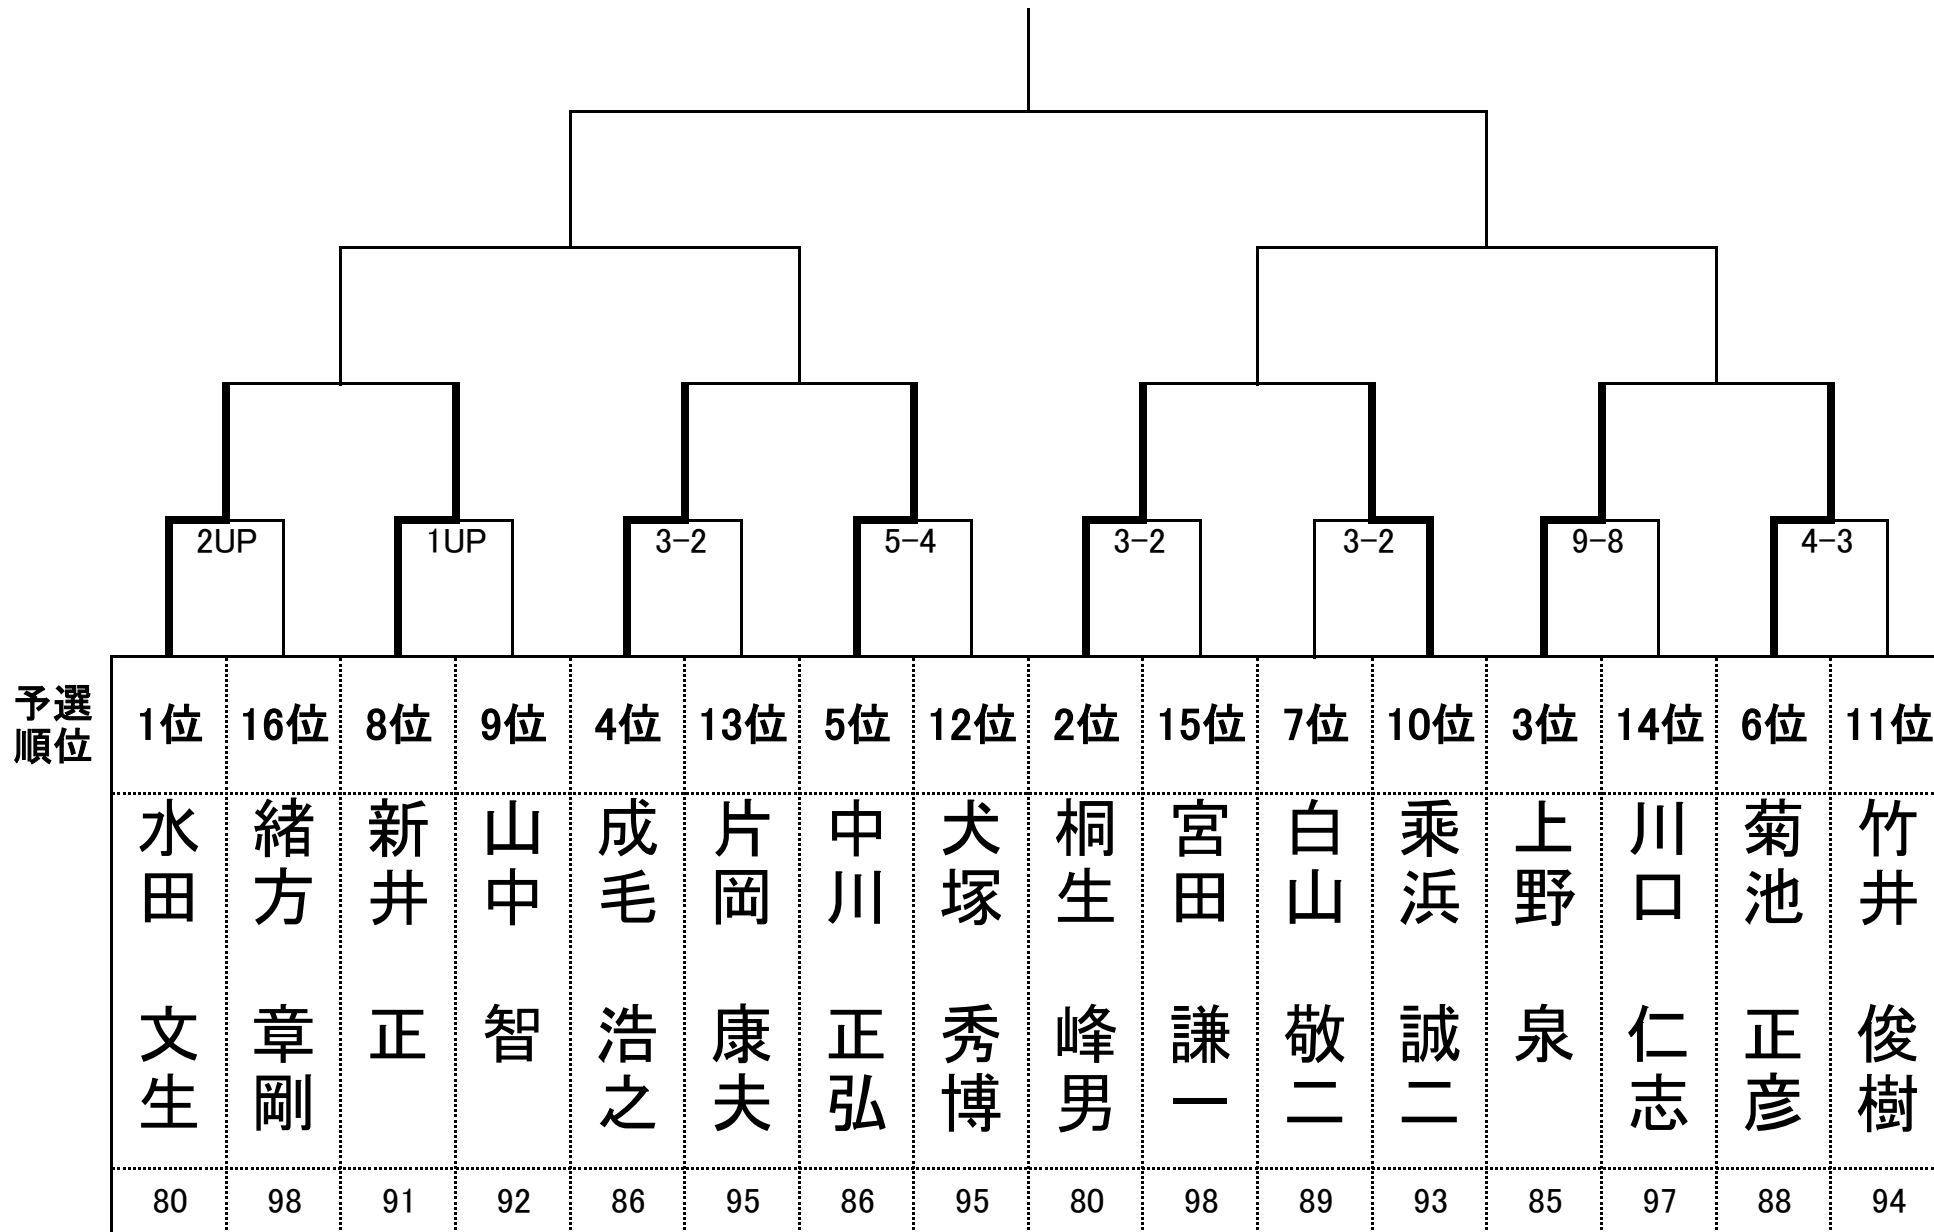 2UP 1UP 3-2 5-4 3-2 3-2 9-8 4-3
予選
順位
1位 16位 8位 9位 4位 13位 5位 12位 2位 15位 7位 10位 3位 14位 6位 11位
水田 文生
緒方 章剛
新井 正
山中 智
成毛 浩之
片岡 康夫
中川 正弘
犬塚 秀博
桐生 峰男
宮田 謙一
白山 敬二
乘浜 誠二
上野 泉
川口 仁志
菊池 正彦
竹井 俊樹
80 98 91 92 86 95 86 95 80 98 89 93 85 97 88 94